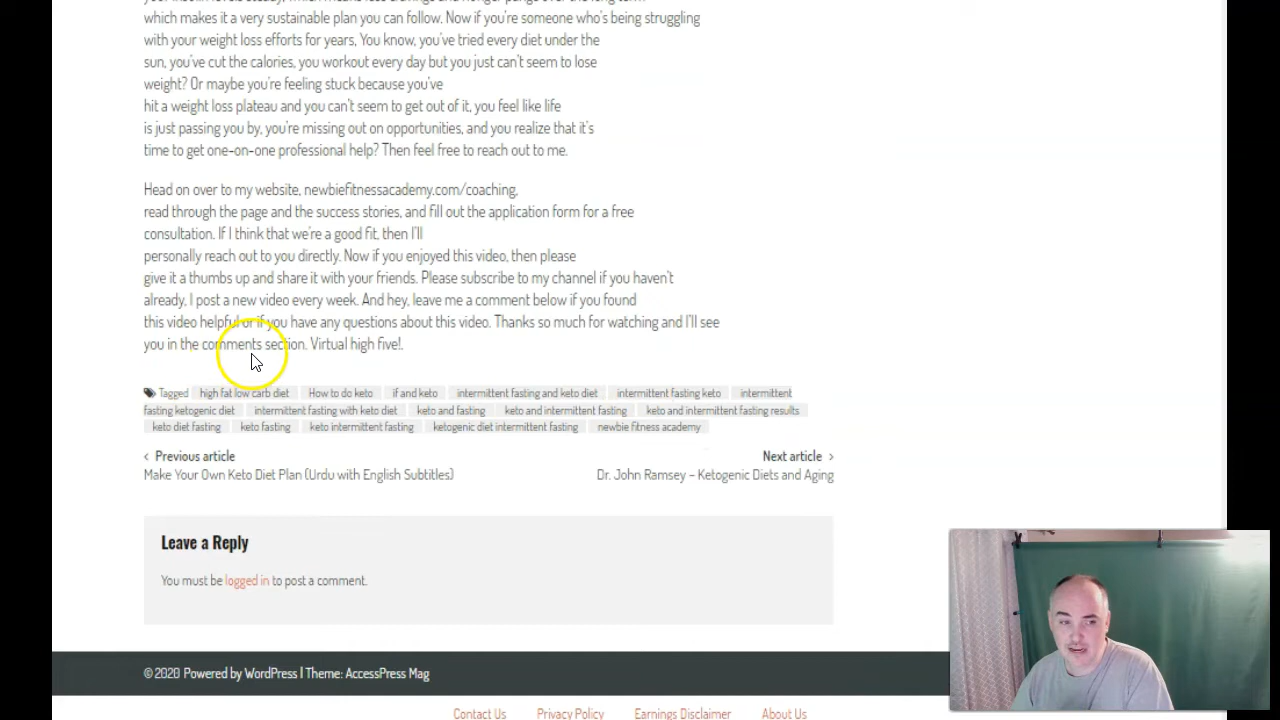 which makes it a very sustainable plan you can follow. Now if you're someone who's being struggling
with your weight loss efforts for years, You know, you've tried every diet under the
sun, you've cut the calories, you workout every day but you just can't seem to lose
weight? Or maybe you're feeling stuck because you've
hit a weight loss plateau and you can't seem to get out of it, you feel like life
is just passing you by, you're missing out on opportunities, and you realize that it's
time to get one-on-one professional help? Then feel free to reach out to me.
Head on over to my website, newbiefitnessacademy.com/coaching,
read through the page and the success stories, and fill out the application form for a free
consultation. If I think that we're a good fit, then I'll
personally reach out to you directly. Now if you enjoyed this video, then please
give it a thumbs up and share it with your friends. Please subscribe to my channel if you haven't
already, I post a new video every week. And hey, leave me a comment below if you found
this video helpful or if you have any questions about this video. Thanks so much for watching and I'll see
you in the comments section. Virtual high five!.
Tagged high fat low carb diet How to do keto if and keto intermittent fasting and keto diet intermittent fasting keto intermittent
fasting ketogenic diet intermittent fasting with keto diet keto and fasting keto and intermittent fasting keto and intermittent fasting results
keto diet fasting keto fasting keto intermittent fasting ketogenic diet intermittent fasting newbie fitness academy
‹ Previous article Next article ›
Make Your Own Keto Diet Plan (Urdu with English Subtitles) Dr. John Ramsey – Ketogenic Diets and Aging
Leave a Reply
You must be logged in to post a comment.
© 2020 Powered by WordPress | Theme: AccessPress Mag
Contact Us Privacy Policy Earnings Disclaimer About Us